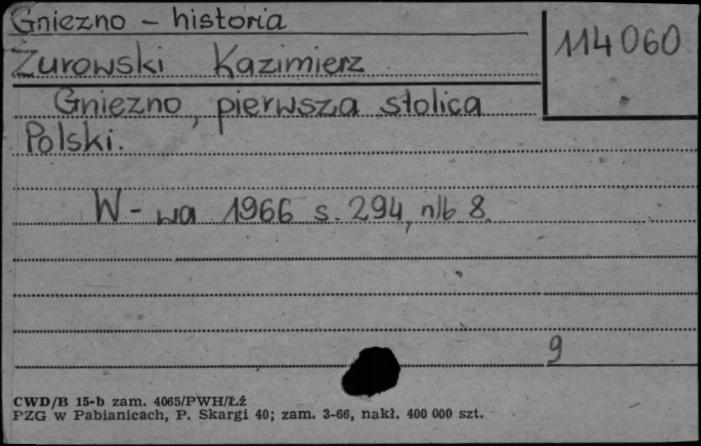 Gniezno - historia
114060
Żurowski Kazimierz
Gniezno, pierwsza stolica
Polski.
W-wa 1966 s. 294, nlb 8.
9
CWD/B 15-b zam. 4065/PWH/Łź
PZG w Pabianicach, P. Skargi 40; zam. 3-66, nakł. 400 000 szt.